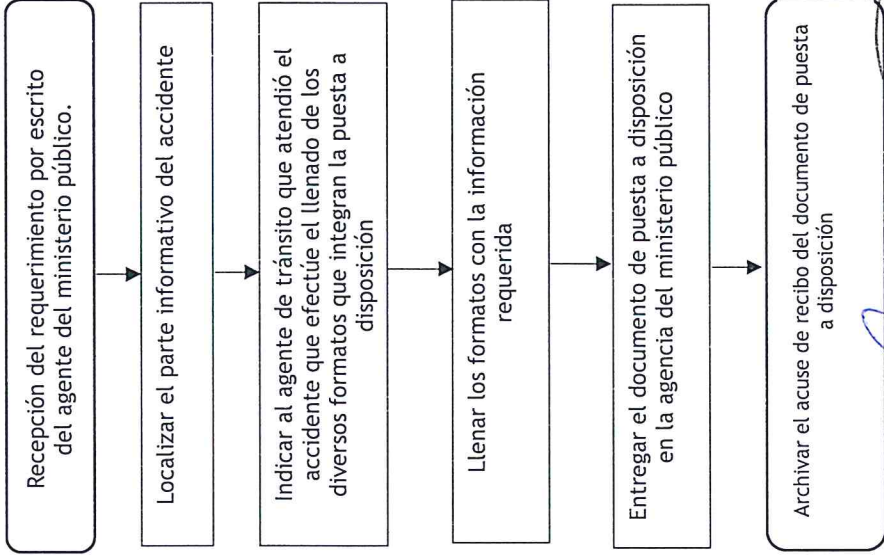 Recepción del requerimiento por escrito
del agente del ministerio público.
Localizar el parte informativo del accidente
Indicar al agente de tránsito que atendió el
accidente que efectúe el llenado de los
diversos formatos que integran la puesta a
disposición
Llenar los formatos con la información
requerida
Entregar el documento de puesta a disposición
en la agencia del ministerio público
Archivar el acuse de recibo del documento de puesta
a disposición